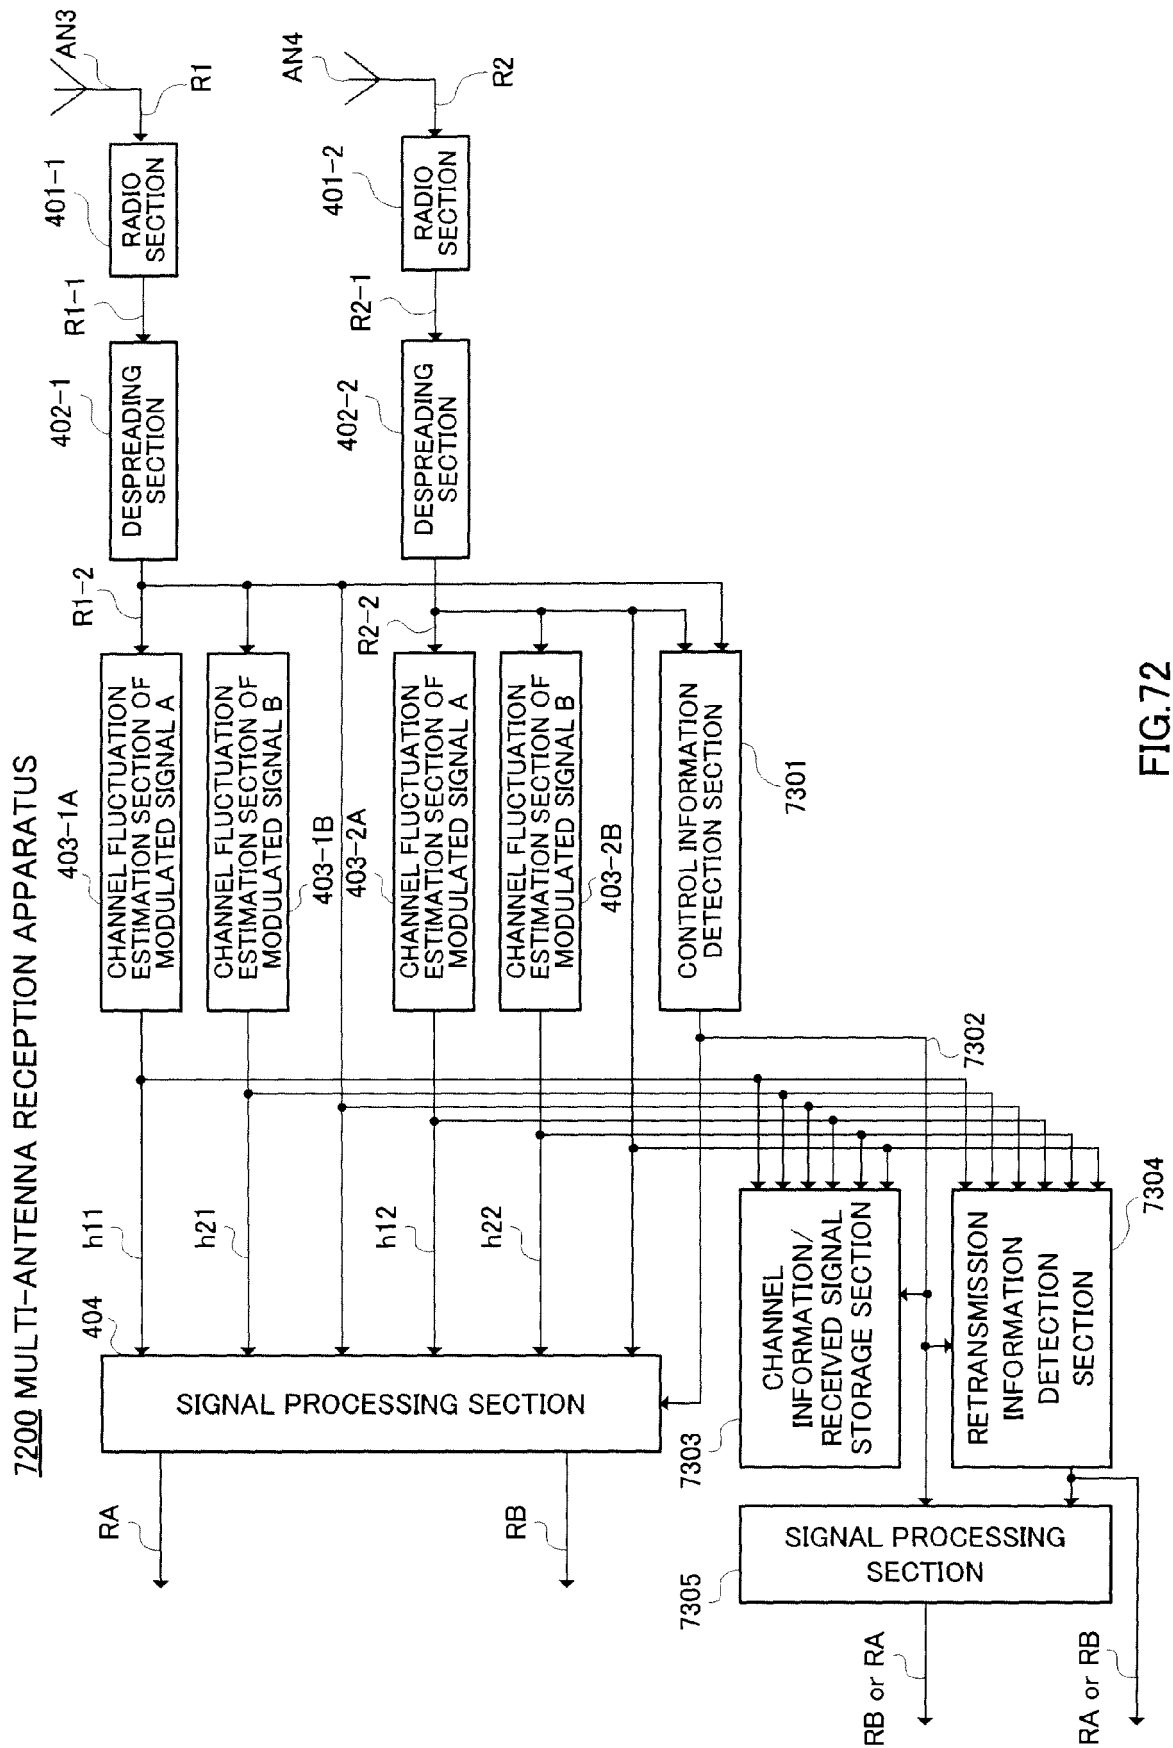 7200 MULTI-ANTENNA RECEPTION APPARATUS
AN3
R1
401-1
RADIO
SECTION
R1-1
402-1
DESPREADING
SECTION
R1-2
403-1A
CHANNEL FLUCTUATION
ESTIMATION SECTION OF
MODULATED SIGNAL A
CHANNEL FLUCTUATION
ESTIMATION SECTION OF
MODULATED SIGNAL B
403-1B
AN4
R2
401-2
RADIO
SECTION
R2-1
402-2
DESPREADING
SECTION
R2-2
403-2A
CHANNEL FLUCTUATION
ESTIMATION SECTION OF
MODULATED SIGNAL A
CHANNEL FLUCTUATION
ESTIMATION SECTION OF
MODULATED SIGNAL B
403-2B
CONTROL INFORMATION
DETECTION SECTION
7301
7302
h11
h21
h12
h22
404
SIGNAL PROCESSING SECTION
RA
RB
7303
CHANNEL
INFORMATION/
RECEIVED SIGNAL
STORAGE SECTION
RETRANSMISSION
INFORMATION
DETECTION
SECTION
7304
7305
SIGNAL PROCESSING
SECTION
RB or RA
RA or RB
FIG.72